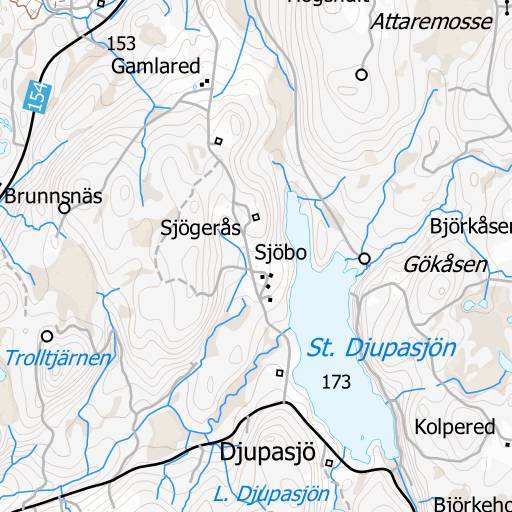 Attaremosse
153
Gamlared
154
Brunnsnäs
Sjögerås
Björkåsen
Sjöbo
Gökåsen
St. Djupasjön
Trolltjärnen
173
Kolpered
Djupasjö
L. Djupasjön